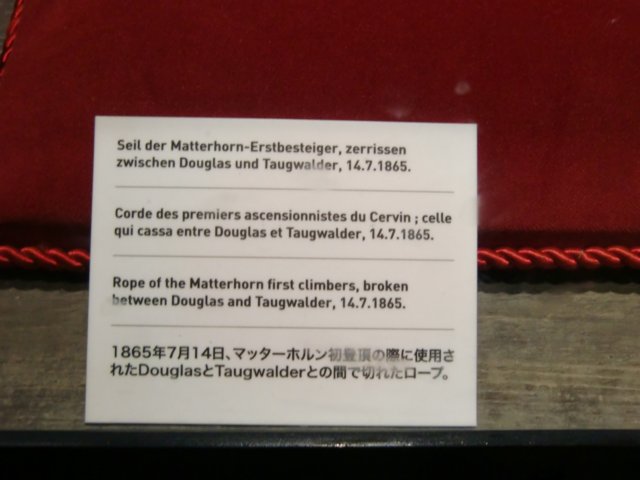 Seil der Matterhorn-Erstbesteiger, zerrissen
zwischen Douglas und Taugwalder, 14.7.1865.
Corde des premiers ascensionnistes du Cervin ; celle
qui cassa entre Douglas et Taugwalder, 14.7.1865.
Rope of the Matterhorn first climbers, broken
between Douglas and Taugwalder, 14.7.1865.
1865年7月14日、マッターホルン初登頂の際に使用さ
れたDouglasとTaugwalderとの間で切れたロープ。